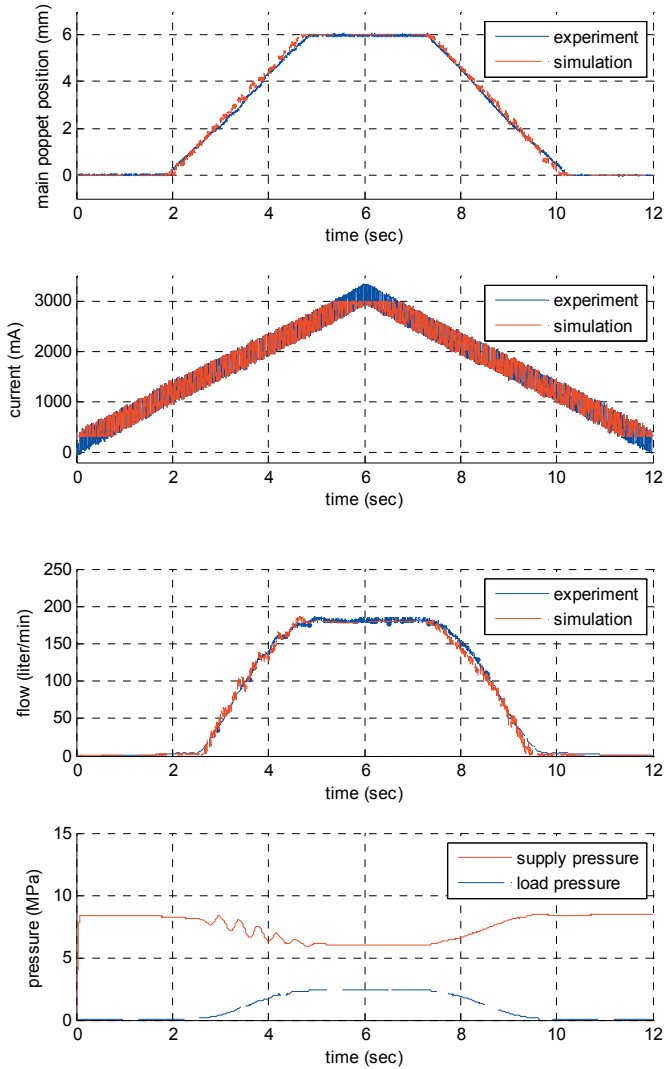 main poppet position (mm)
6
4
2
0
experiment
simulation
0 2 4 6 8 10 12
time (sec)
current (mA)
3000
2000
1000
0
experiment
simulation
0 2 4 6 8 10 12
time (sec)
flow (liter/min)
250
200
150
100
50
0
experiment
simulation
0 2 4 6 8 10 12
time (sec)
pressure (MPa)
15
10
5
0
supply pressure
load pressure
0 2 4 6 8 10 12
time (sec)